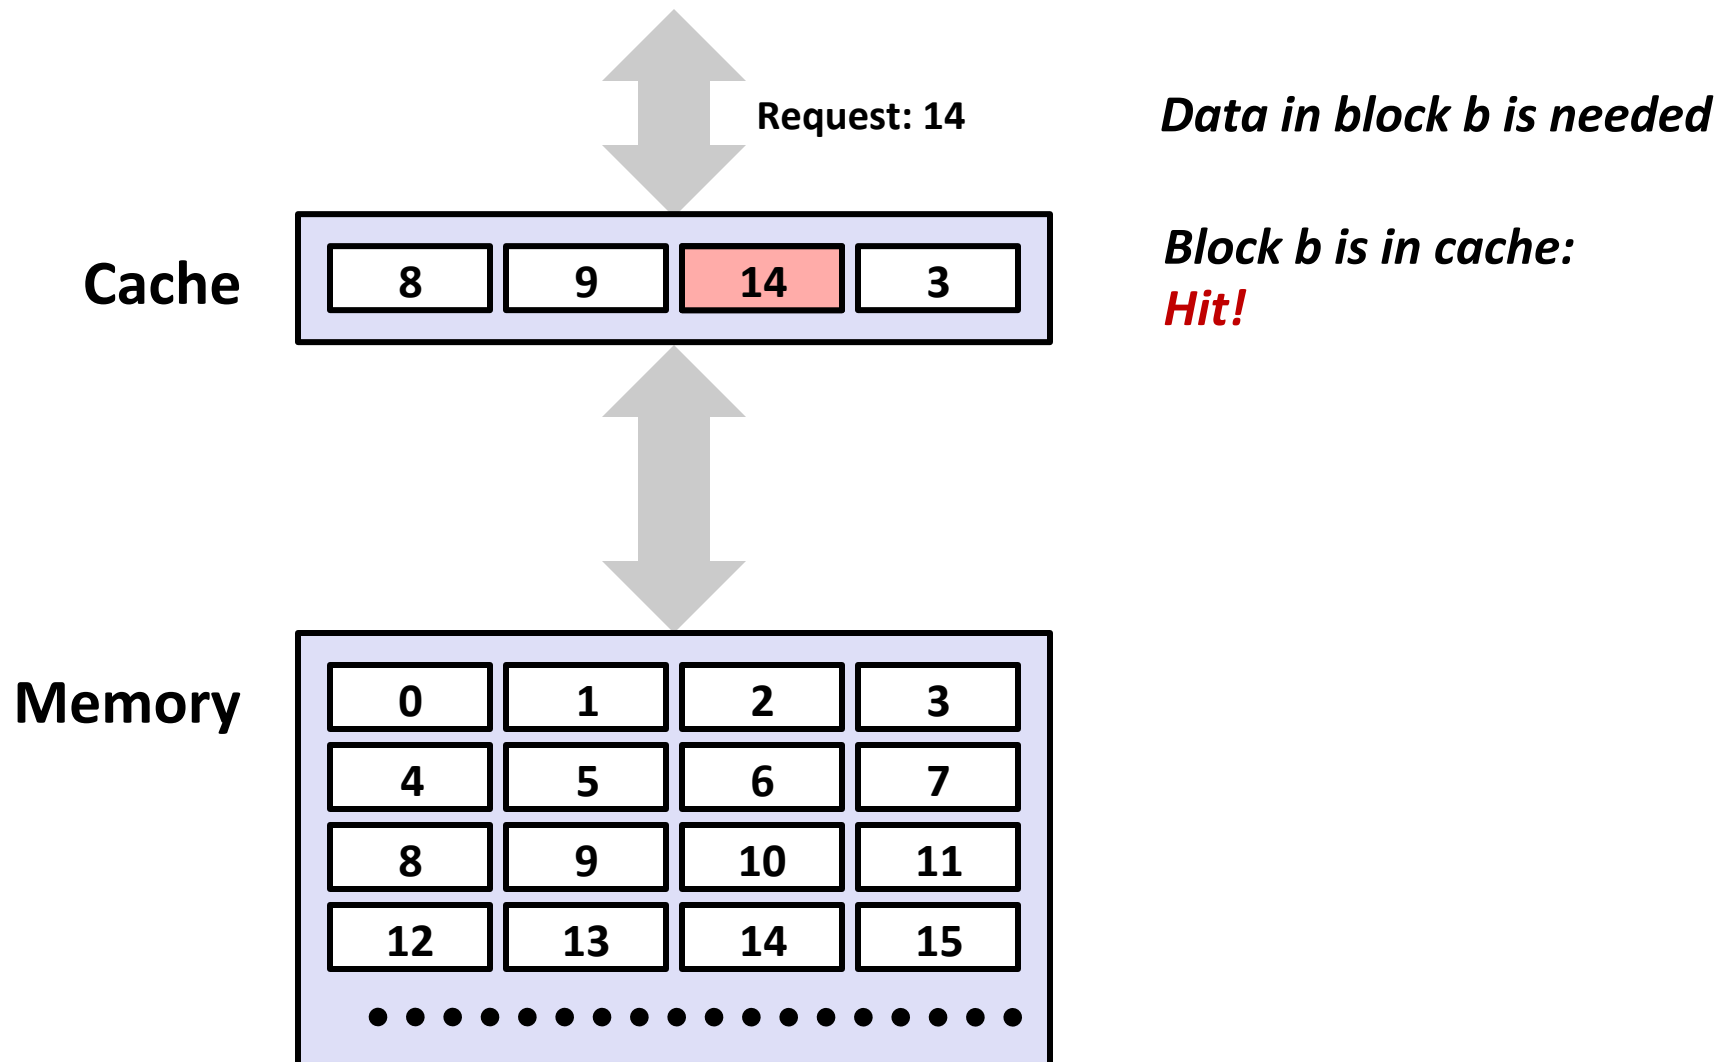 Request: 14
Data in block b is needed
Cache
8 9 14 3
Block b is in cache:
Hit!
Memory
0 1 2 3
4 5 6 7
8 9 10 11
12 13 14 15